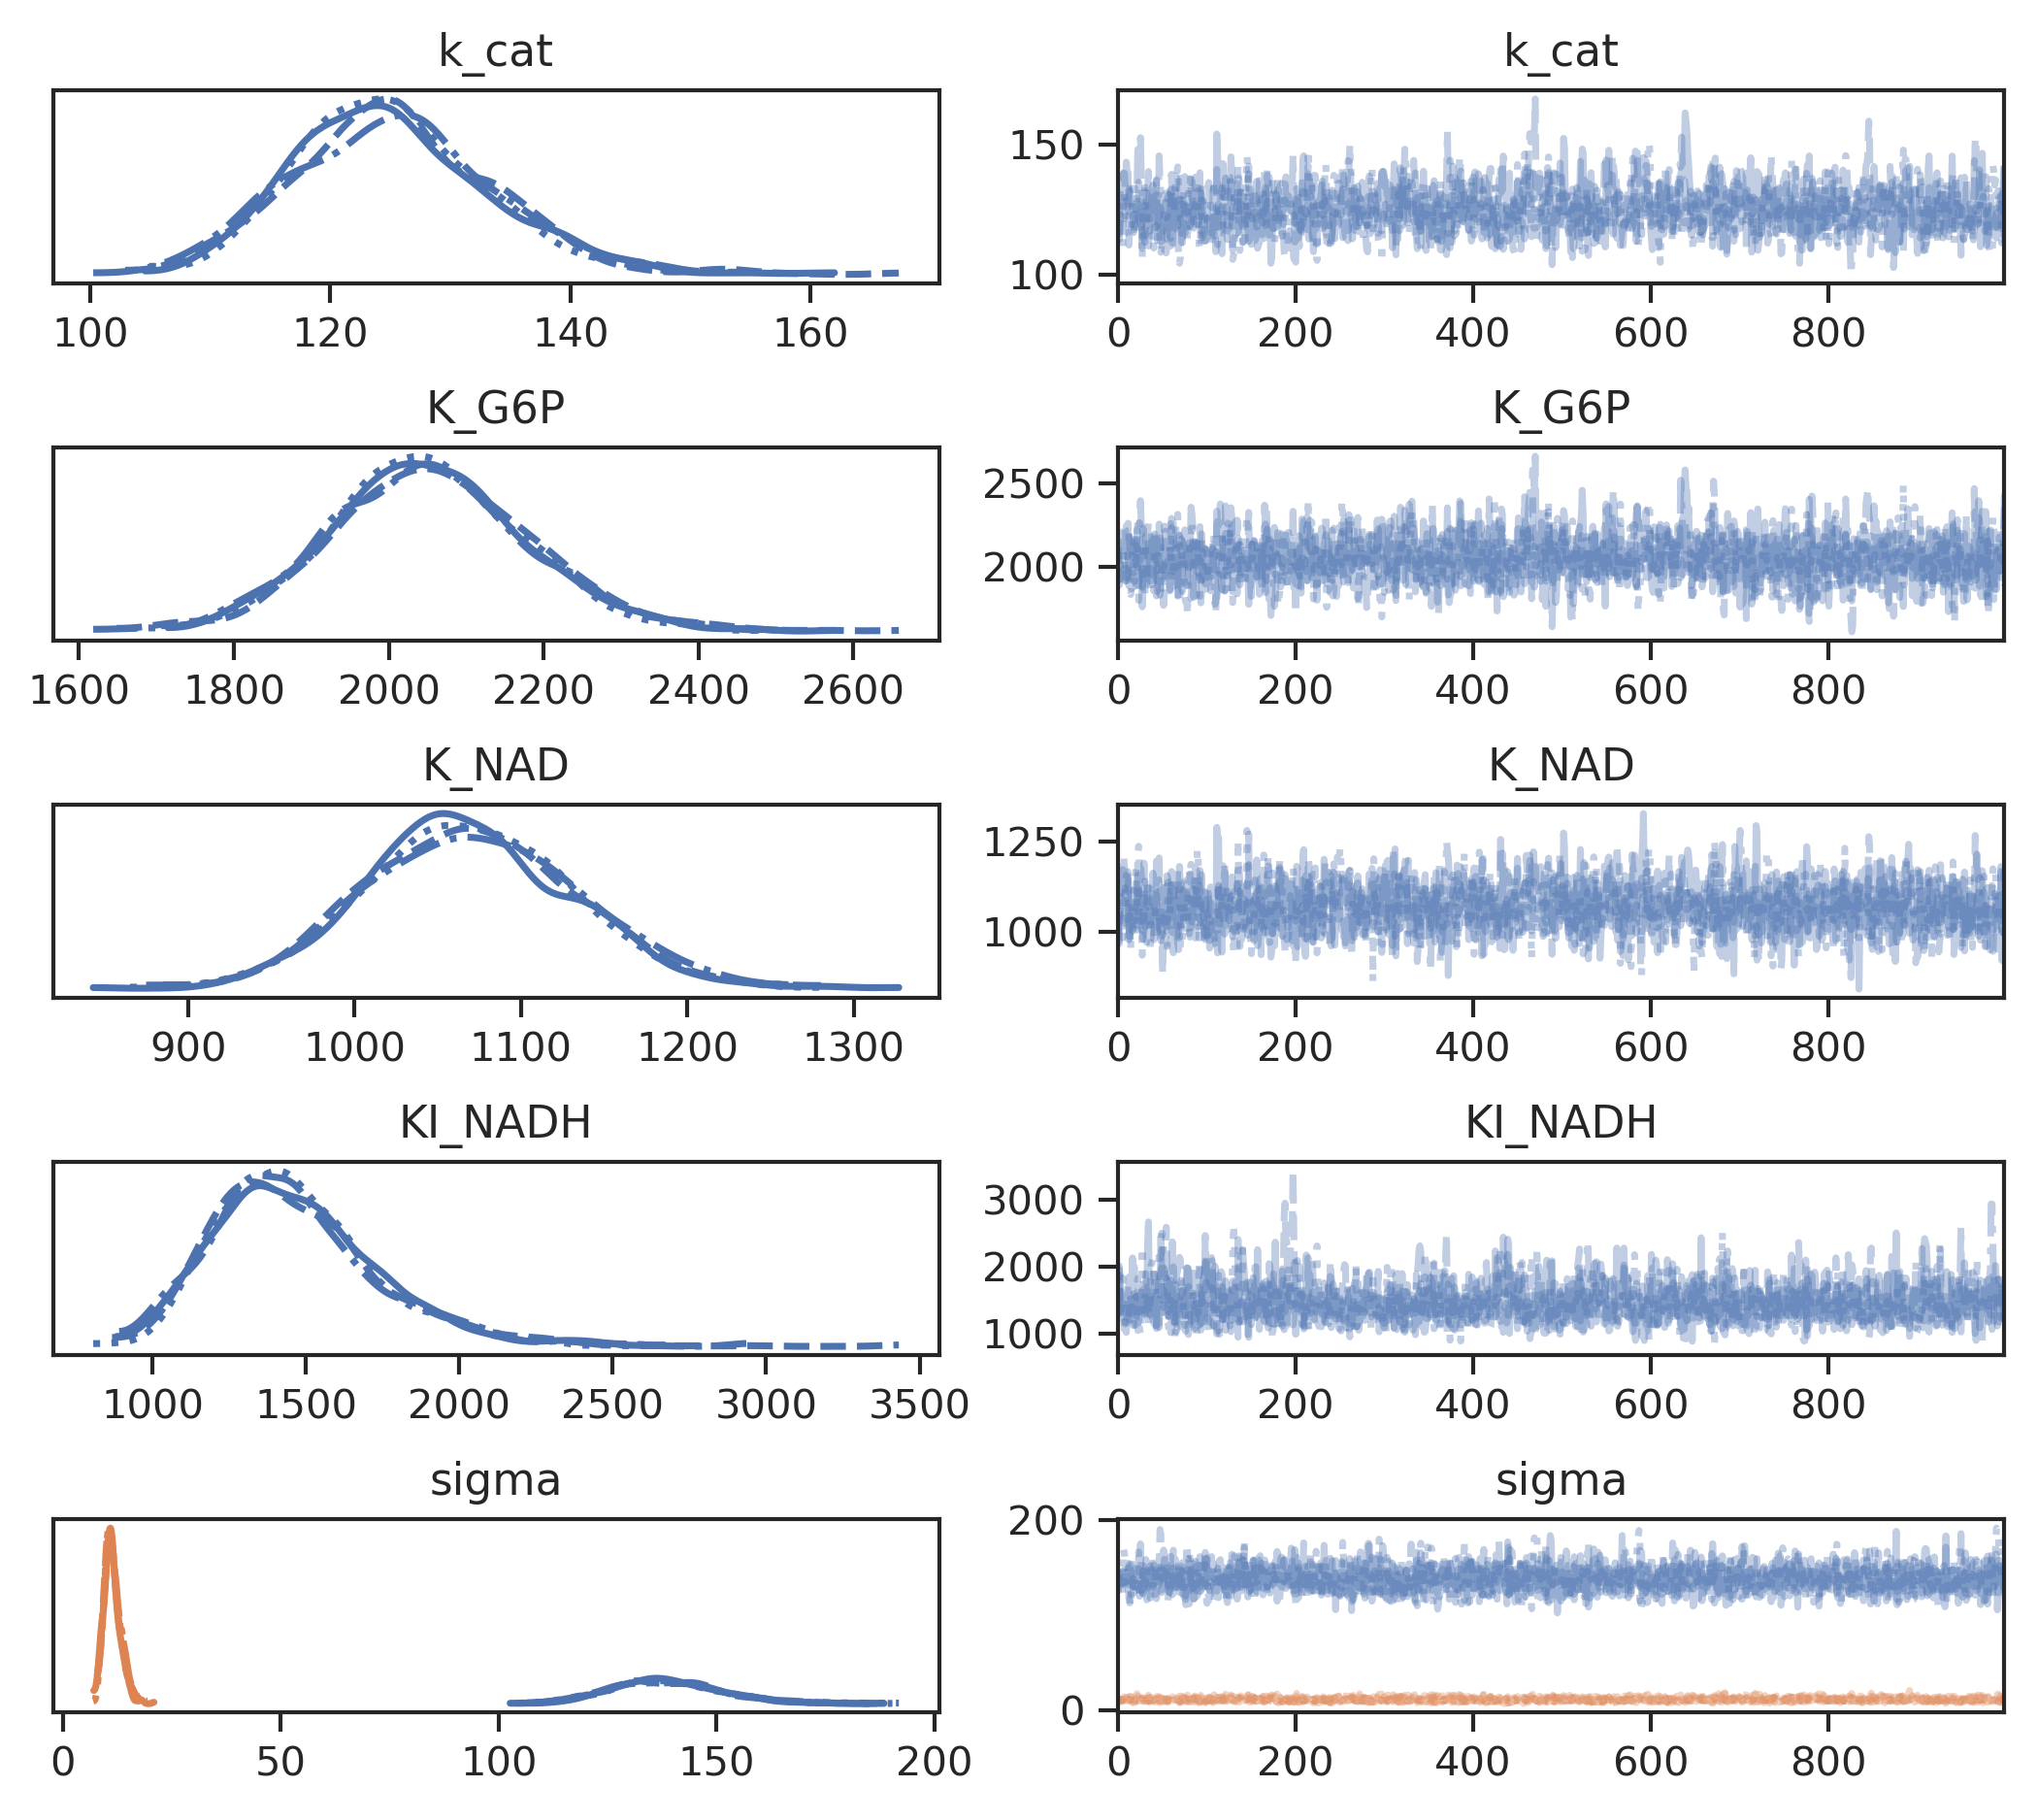 k_cat k_cat
150
100
100 120 140 160 0 200 400 600 800
K_G6P K_G6P
2500
2000
1600 1800 2000 2200 2400 2600 0 200 400 600 800
K_NAD K_NAD
1250
1000
900 1000 1100 1200 1300 0 200 400 600 800
KI_NADH KI_NADH
3000
2000
1000
1000 1500 2000 2500 3000 3500 0 200 400 600 800
sigma sigma
200
0
0 50 100 150 200 0 200 400 600 800